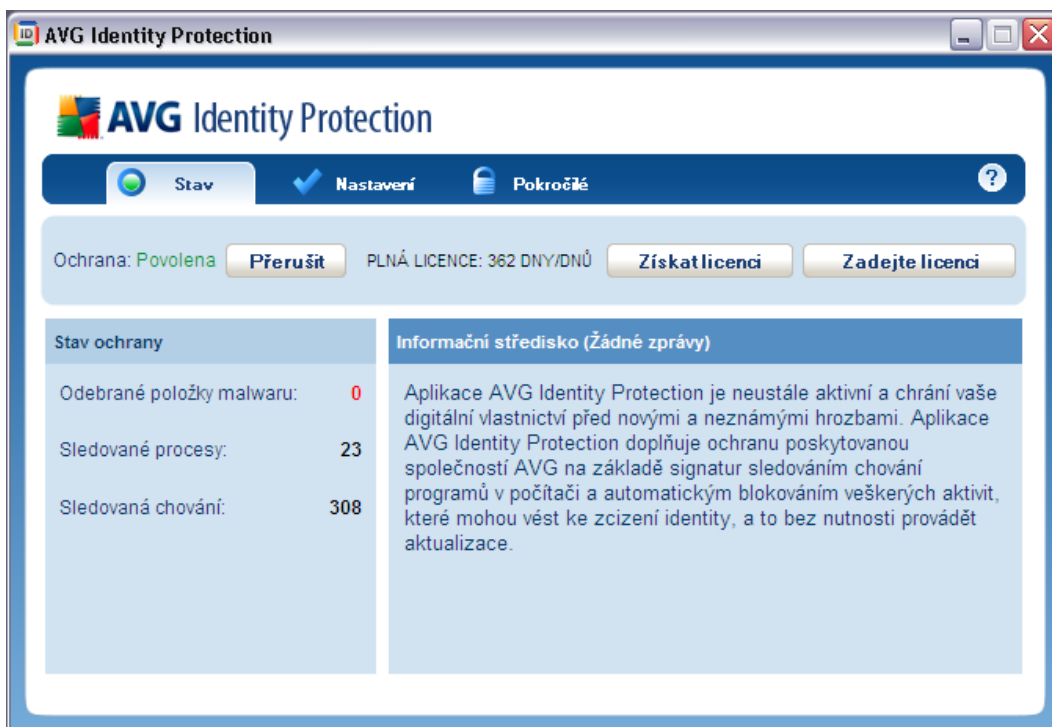 ID AVG Identity Protection
AVG Identity Protection
Stav Nastavení Pokročilé ?
Ochrana: Povolena Přerušit PLNÁ LICENCE: 362 DNY/DNŮ Získat licenci Zadejte licenci
Stav ochrany
Odebrané položky malwaru: 0
Sledované procesy: 23
Sledovaná chování: 308
Informační středisko (Žádné zprávy)
Aplikace AVG Identity Protection je neustále aktivní a chrání vaše
digitální vlastnictví před novými a neznámými hrozbami. Aplikace
AVG Identity Protection doplňuje ochranu poskytovanou
společností AVG na základě signatur sledováním chování
programů v počítači a automatickým blokováním veškerých aktivit,
které mohou vést ke zcizení identity, a to bez nutnosti provádět
aktualizace.